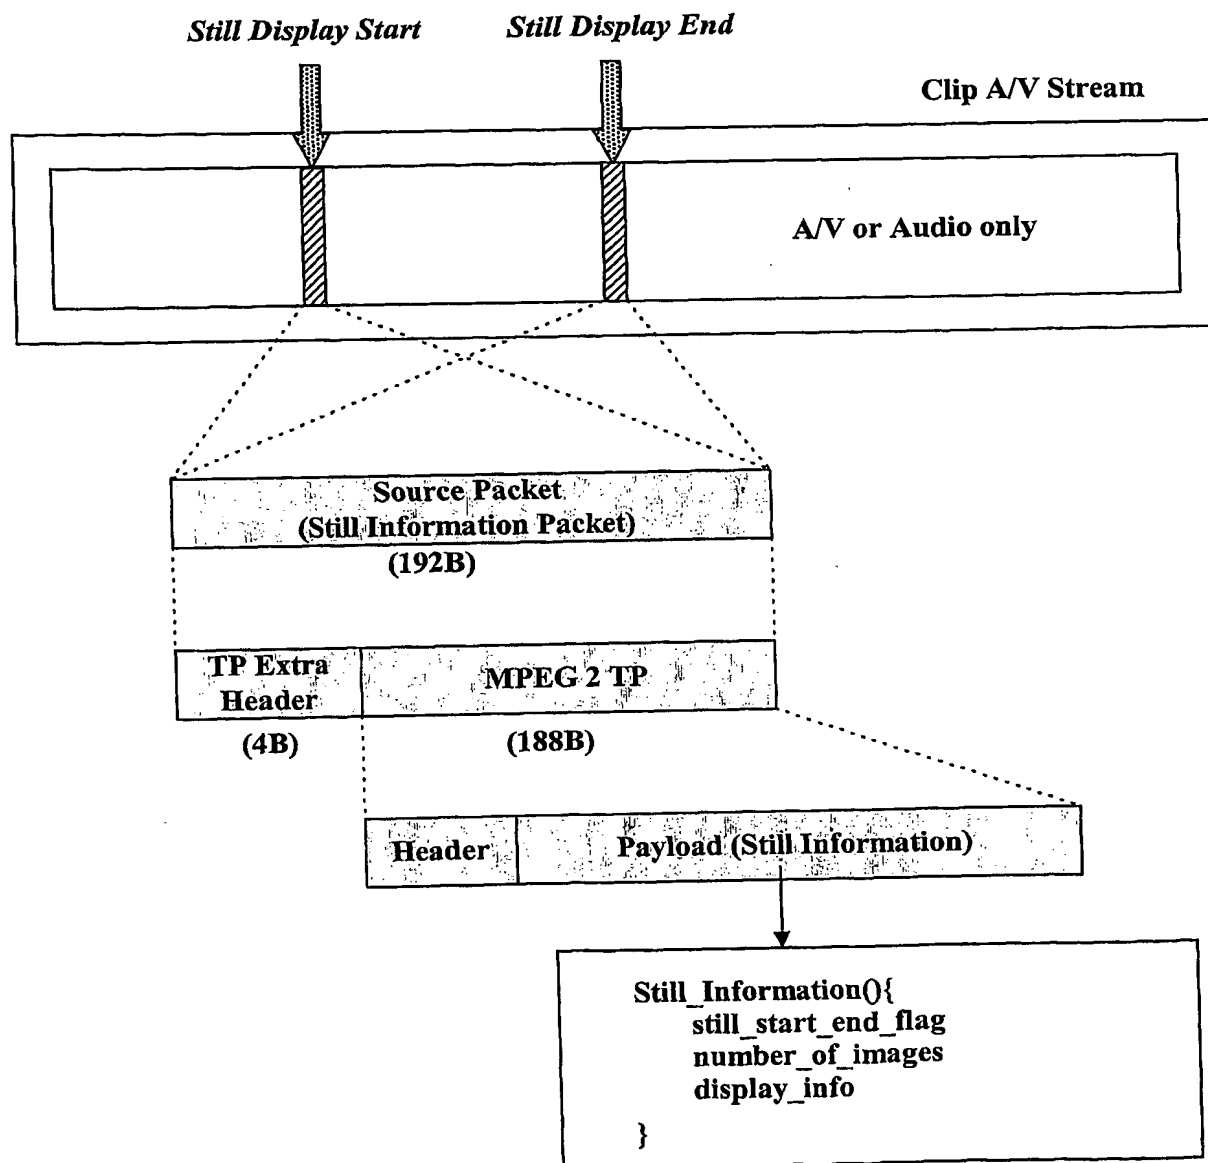 Still Display Start
Still Display End
Clip A/V Stream
A/V or Audio only
Source Packet
(Still Information Packet)
(192B)
TP Extra
Header
MPEG 2 TP
(4B)
(188B)
Header
Payload (Still Information)
Still_Information(){
still_start_end_flag
number_of_images
display_info
}